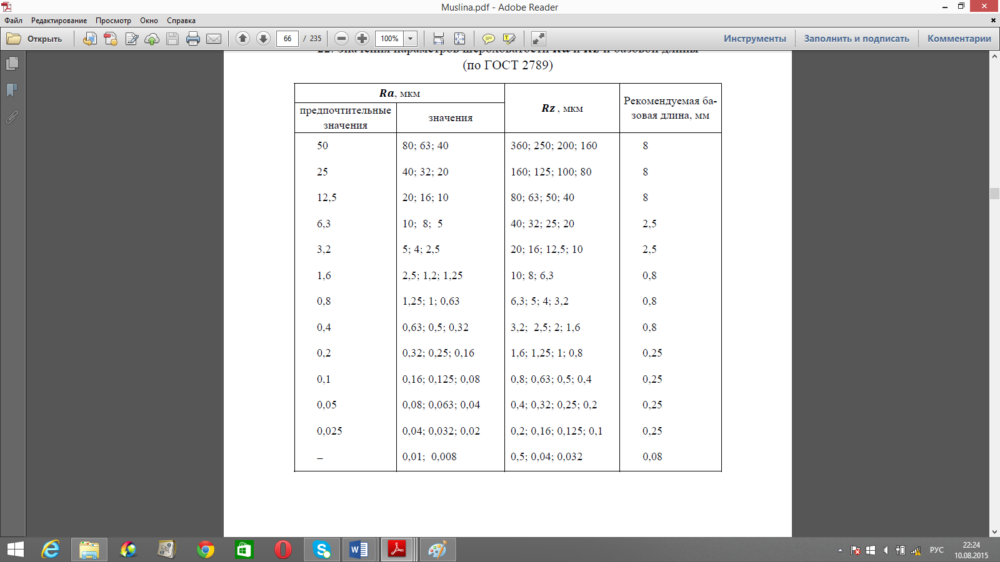 Muslina.pdf - Adobe Reader
Файл Редактирование Просмотр Окно Справка
Открыть 66 / 235 100% Инструменты Заполнить и подписать Комментарии
22. Значения параметров шероховатости Ra и Rz и базовой длины
(по ГОСТ 2789)
Ra, мкм
Rz , мкм
Рекомендуемая ба-
зовая длина, мм
предпочтительные
значения
значения
50 80; 63; 40 360; 250; 200; 160 8
25 40; 32; 20 160; 125; 100; 80 8
12,5 20; 16; 10 80; 63; 50; 40 8
6,3 10; 8; 5 40; 32; 25; 20 2,5
3,2 5; 4; 2,5 20; 16; 12,5; 10 2,5
1,6 2,5; 1,2; 1,25 10; 8; 6,3 0,8
0,8 1,25; 1; 0,63 6,3; 5; 4; 3,2 0,8
0,4 0,63; 0,5; 0,32 3,2; 2,5; 2; 1,6 0,8
0,2 0,32; 0,25; 0,16 1,6; 1,25; 1; 0,8 0,25
0,1 0,16; 0,125; 0,08 0,8; 0,63; 0,5; 0,4 0,25
0,05 0,08; 0,063; 0,04 0,4; 0,32; 0,25; 0,2 0,25
0,025 0,04; 0,032; 0,02 0,2; 0,16; 0,125; 0,1 0,25
– 0,01; 0,008 0,5; 0,04; 0,032 0,08
РУС
22:24
10.08.2015